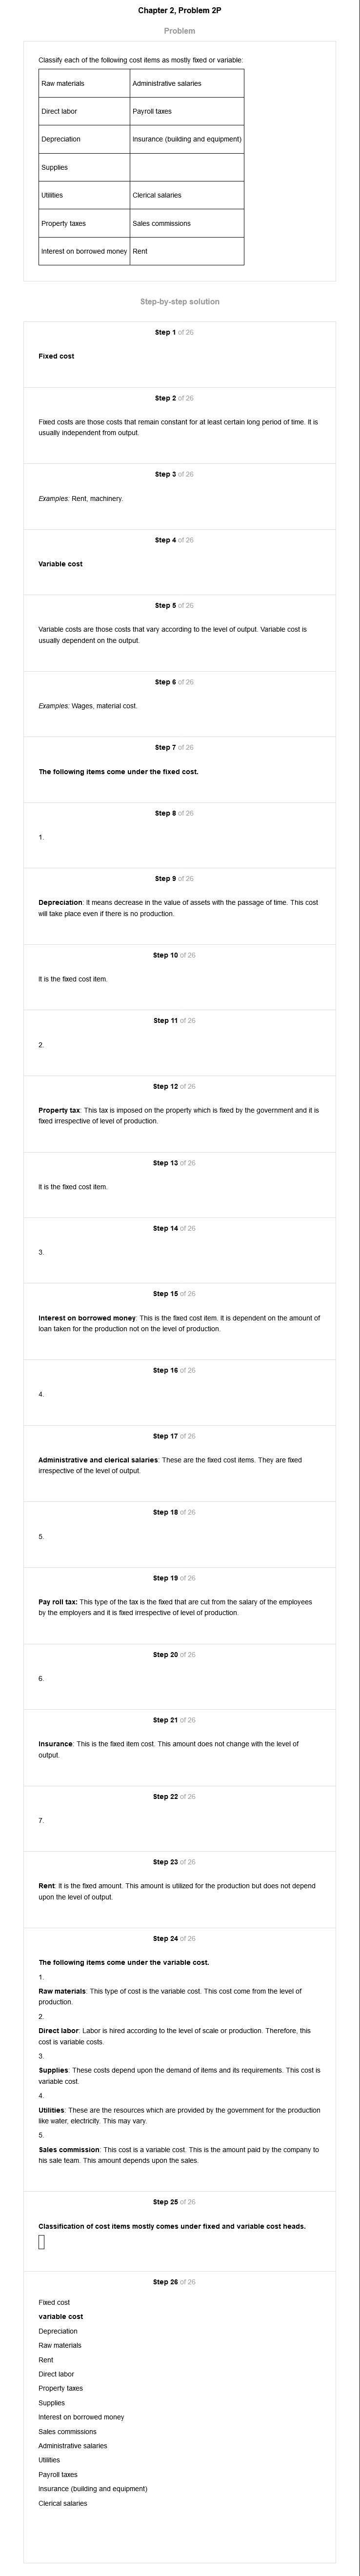 Chapter 2, Problem 2P
Problem
Classify each of the following cost items as mostly fixed or variable:
Raw materials Administrative salaries
Direct labor Payroll taxes
Depreciation Insurance (building and equipment)
Supplies
Utilities Clerical salaries
Property taxes Sales commissions
Interest on borrowed money Rent
Step-by-step solution
Step 1 of 26
Fixed cost
Step 2 of 26
Fixed costs are those costs that remain constant for at least certain long period of time. It is
usually independent from output.
Step 3 of 26
Examples: Rent, machinery.
Step 4 of 26
Variable cost
Step 5 of 26
Variable costs are those costs that vary according to the level of output. Variable cost is
usually dependent on the output.
Step 6 of 26
Examples: Wages, material cost.
Step 7 of 26
The following items come under the fixed cost.
Step 8 of 26
1.
Step 9 of 26
Depreciation: It means decrease in the value of assets with the passage of time. This cost
will take place even if there is no production.
Step 10 of 26
It is the fixed cost item.
Step 11 of 26
2.
Step 12 of 26
Property tax: This tax is imposed on the property which is fixed by the government and it is
fixed irrespective of level of production.
Step 13 of 26
It is the fixed cost item.
Step 14 of 26
3.
Step 15 of 26
Interest on borrowed money: This is the fixed cost item. It is dependent on the amount of
loan taken for the production not on the level of production.
Step 16 of 26
4.
Step 17 of 26
Administrative and clerical salaries: These are the fixed cost items. They are fixed
irrespective of the level of output.
Step 18 of 26
5.
Step 19 of 26
Pay roll tax: This type of the tax is the fixed that are cut from the salary of the employees
by the employers and it is fixed irrespective of level of production.
Step 20 of 26
6.
Step 21 of 26
Insurance: This is the fixed item cost. This amount does not change with the level of
output.
Step 22 of 26
7.
Step 23 of 26
Rent: It is the fixed amount. This amount is utilized for the production but does not depend
upon the level of output.
Step 24 of 26
The following items come under the variable cost.
1.
Raw materials: This type of cost is the variable cost. This cost come from the level of
production.
2.
Direct labor: Labor is hired according to the level of scale or production. Therefore, this
cost is variable costs.
3.
Supplies: These costs depend upon the demand of items and its requirements. This cost is
variable cost.
4.
Utilities: These are the resources which are provided by the government for the production
like water, electricity. This may vary.
5.
Sales commission: This cost is a variable cost. This is the amount paid by the company to
his sale team. This amount depends upon the sales.
Step 25 of 26
Classification of cost items mostly comes under fixed and variable cost heads.
Step 26 of 26
Fixed cost
variable cost
Depreciation
Raw materials
Rent
Direct labor
Property taxes
Supplies
Interest on borrowed money
Sales commissions
Administrative salaries
Utilities
Payroll taxes
Insurance (building and equipment)
Clerical salaries